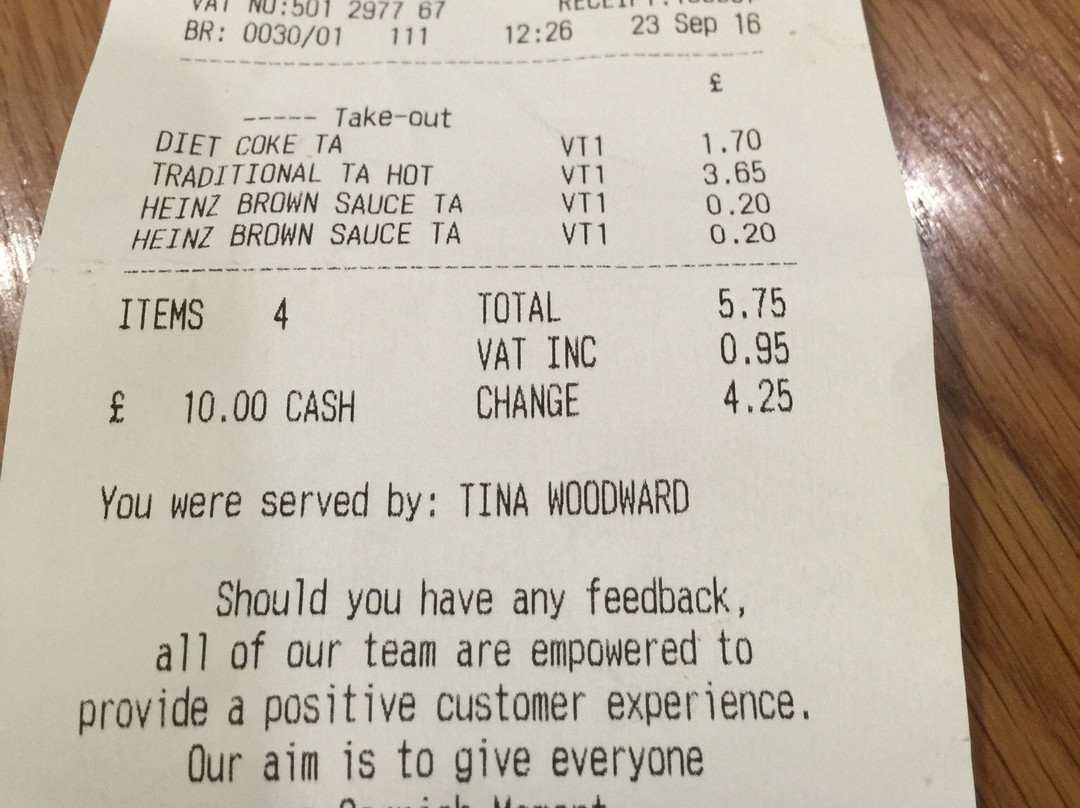 VAT NO:501 2977 67
BR: 0030/01 111 12:26 23 Sep 16
£
----- Take-out
DIET COKE TA VT1 1.70
TRADITIONAL TA HOT VT1 3.65
HEINZ BROWN SAUCE TA VT1 0.20
HEINZ BROWN SAUCE TA VT1 0.20
ITEMS 4 TOTAL 5.75
VAT INC 0.95
£ 10.00 CASH CHANGE 4.25
You were served by: TINA WOODWARD
Should you have any feedback,
all of our team are empowered to
provide a positive customer experience.
Our aim is to give everyone